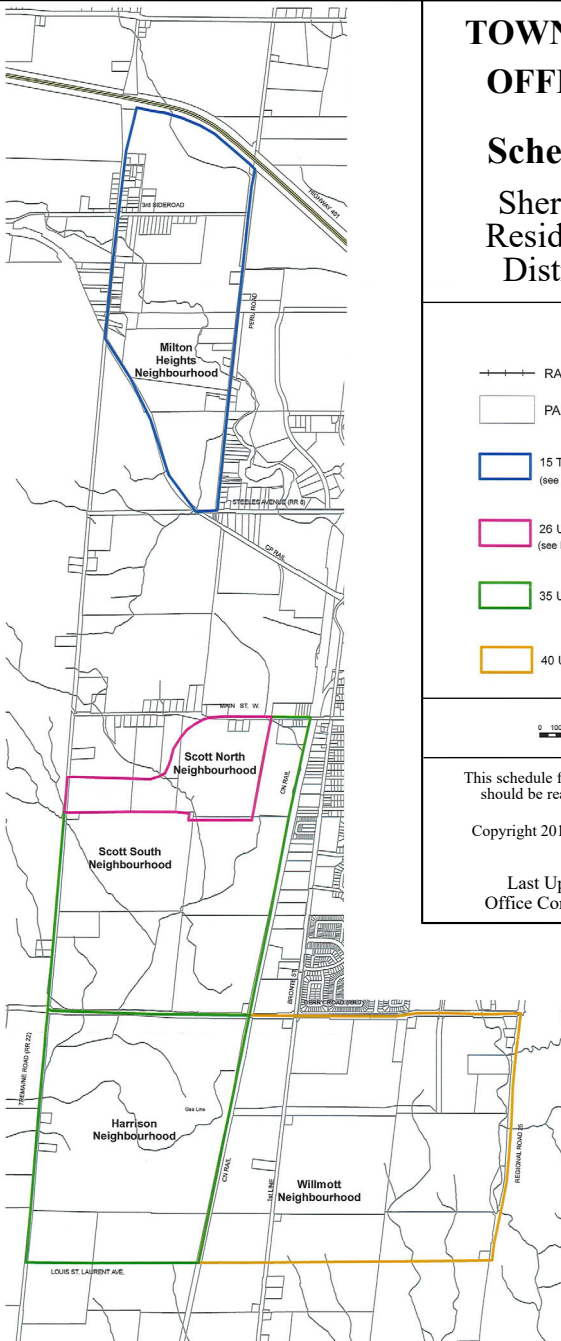 TOWN
OFFI
Sche
Sher
Resid
Dist
RA
PA
15 T
(see
26 U
(see
35 U
40 U
0 100
This schedule f
should be rea
Copyright 201
Last Up
Office Con
HIGHWAY 401
3rd SIDEROAD
PERU ROAD
Milton
Heights
Neighbourhood
STEELES AVENUE (RR 8)
CP RAIL
MAIN ST. W.
Scott North
Neighbourhood
CN RAIL
Scott South
Neighbourhood
BRONTE ST.
TREMAINE ROAD (RR 22)
Gas Line
Harrison
Neighbourhood
CN RAIL
1st LINE
Willmott
Neighbourhood
REGIONAL ROAD 25
LOUIS ST. LAURENT AVE.